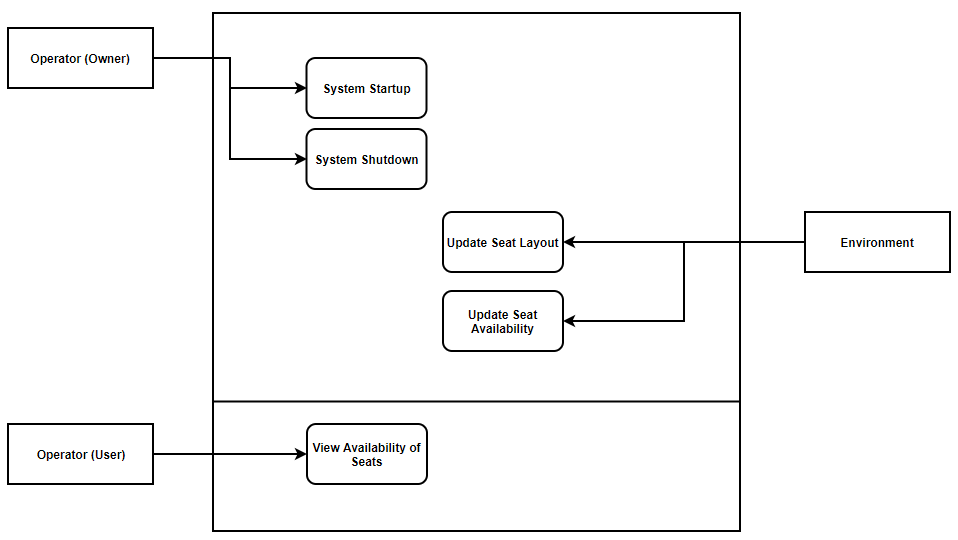 Operator (Owner)
System Startup
System Shutdown
Update Seat Layout
Environment
Update Seat
Availability
Operator (User)
View Availability of
Seats